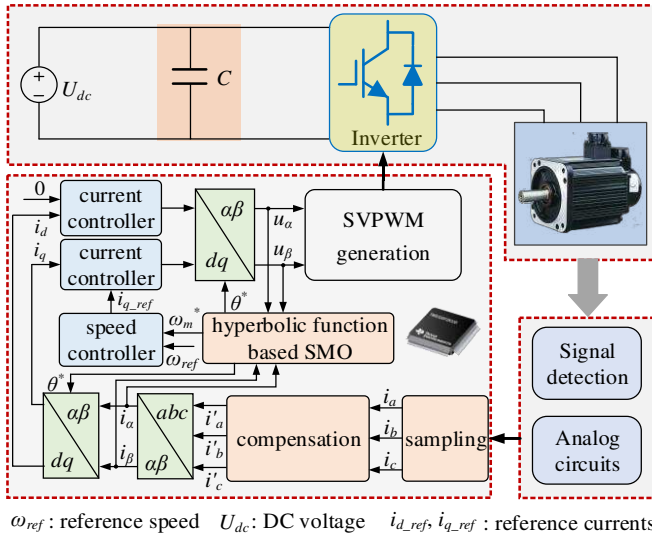 U_dc
C
Inverter
0
i_d
i_q
current
controller
current
controller
i_q_ref
speed
controller
αβ
dq
u_α
u_β
SVPWM
generation
θ*
ω_m*
ω_ref
hyperbolic function
based SMO
θ*
αβ
dq
i_α
i_β
abc
αβ
i'_a
i'_b
i'_c
compensation
i_a
i_b
i_c
sampling
Signal
detection
Analog
circuits
ω_ref : reference speed U_dc: DC voltage i_d_ref, i_q_ref : reference currents